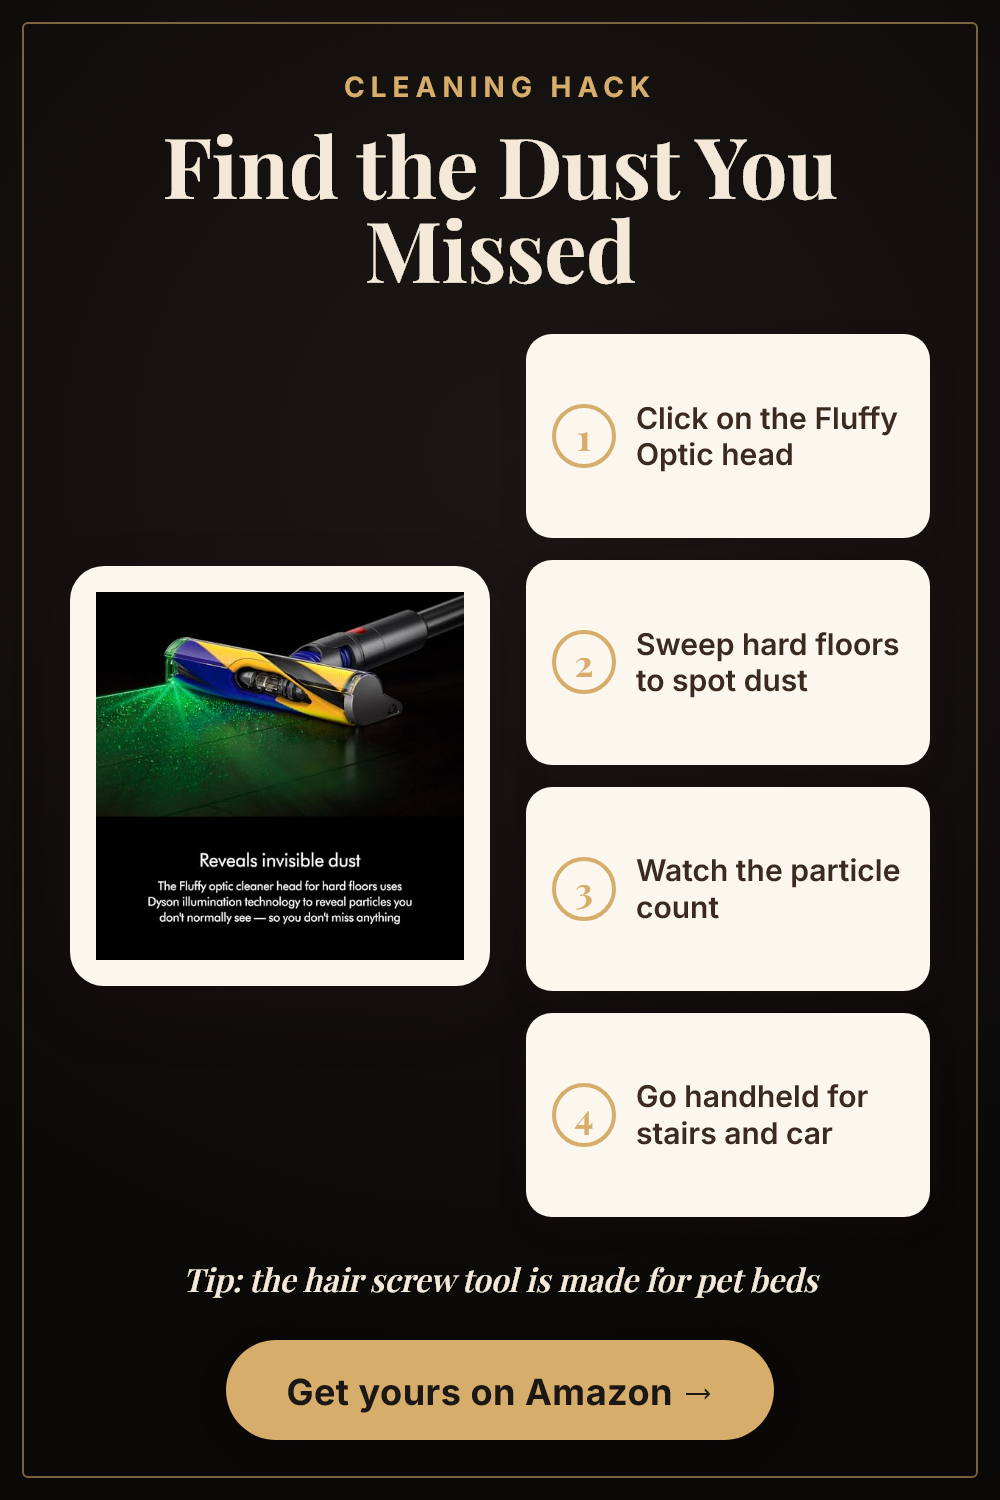 CLEANING HACK
Find the Dust You
Missed
Reveals invisible dust
The Fluffy optic cleaner head for hard floors uses
Dyson illumination technology to reveal particles you
don't normally see — so you don't miss anything
1
Click on the Fluffy
Optic head
2
Sweep hard floors
to spot dust
3
Watch the particle
count
4
Go handheld for
stairs and car
Tip: the hair screw tool is made for pet beds
Get yours on Amazon →